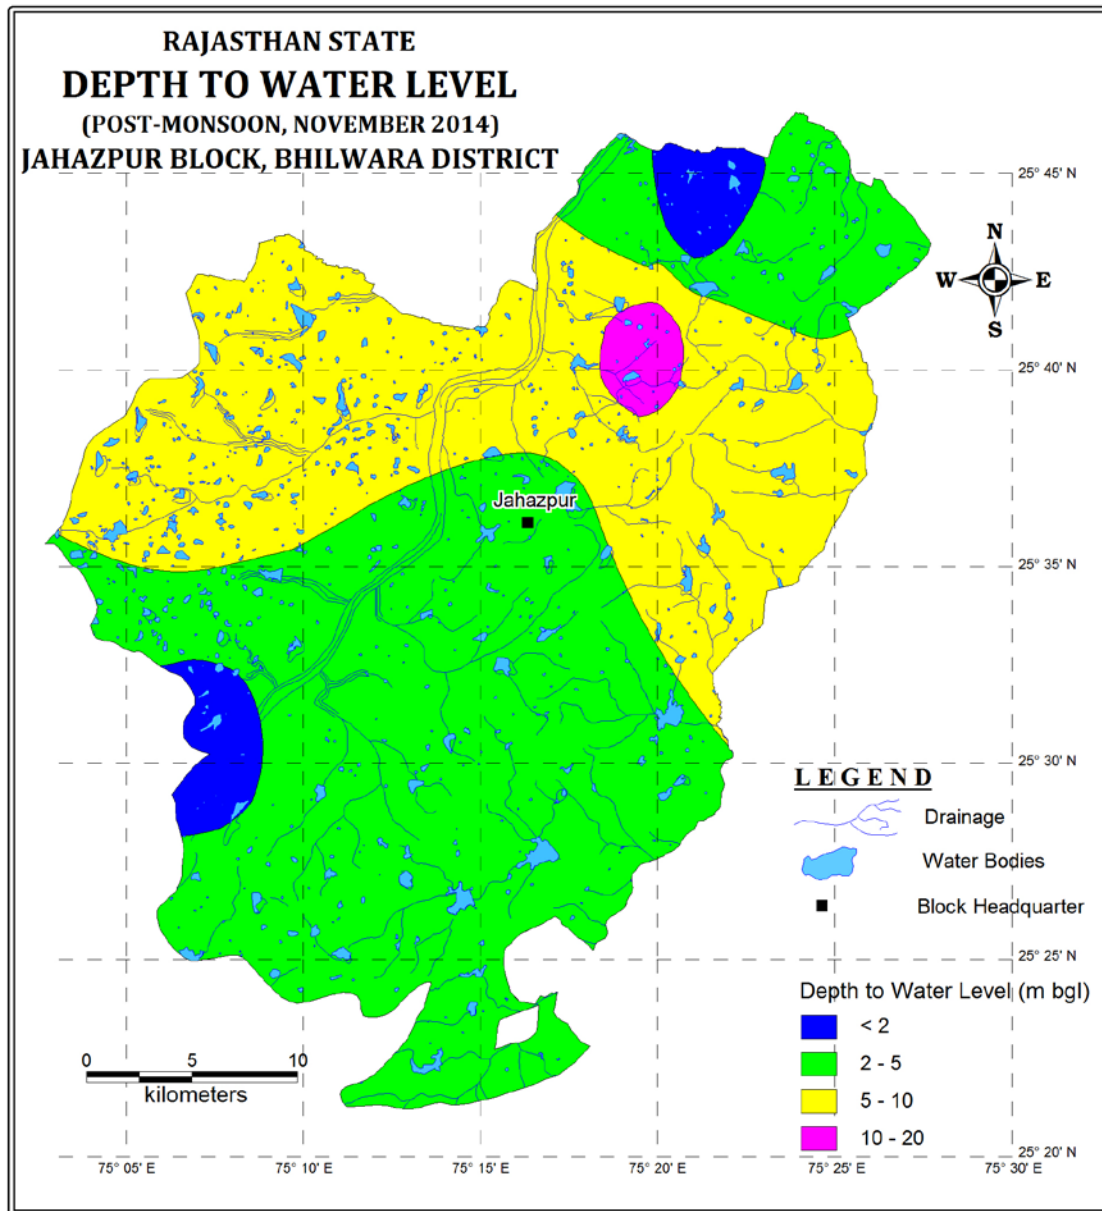 RAJASTHAN STATE
DEPTH TO WATER LEVEL
(POST-MONSOON, NOVEMBER 2014)
JAHAZPUR BLOCK, BHILWARA DISTRICT
25° 45' N
N
W E
S
25° 40' N
Jahazpur
25° 35' N
25° 30' N
LEGEND
Drainage
Water Bodies
Block Headquarter
25° 25' N
Depth to Water Level (m bgl)
< 2
2 - 5
5 - 10
10 - 20
0 5 10
kilometers
25° 20' N
75° 05' E 75° 10' E 75° 15' E 75° 20' E 75° 25' E 75° 30' E